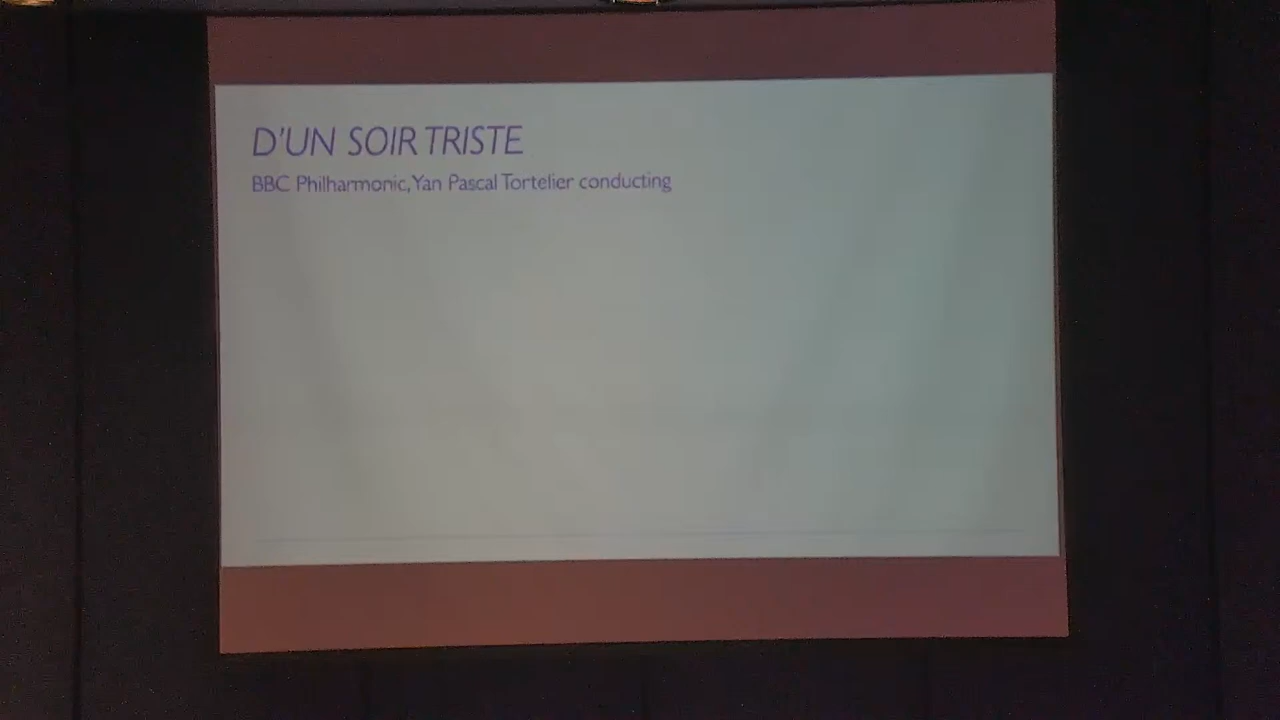 D'UN SOIR TRISTE
BBC Philharmonic, Yan Pascal Tortelier conducting